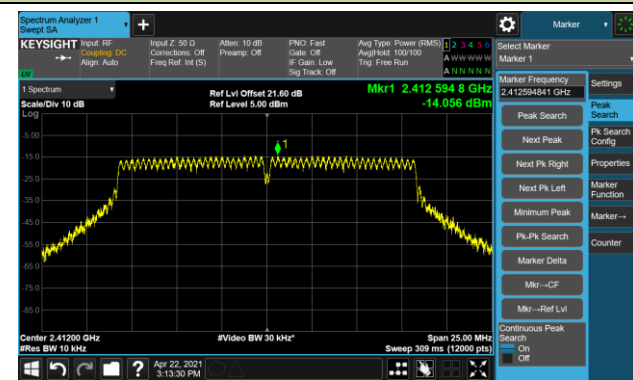 Spectrum Analyzer 1
Swept SA
+
Marker
KEYSIGHT
Input: RF
Coupling: DC
Align: Auto
Input Z: 50 Ω
Corrections: Off
Freq Ref: Int (S)
Atten: 10 dB
Preamp: Off
PNO: Fast
Gate: Off
IF Gain: Low
Sig Track: Off
Avg Type: Power (RMS)
Avg|Hold: 100/100
Trig: Free Run
1 2 3 4 5 6
A W W W W W
A N N N N N
Select Marker
Marker 1
LXI
1 Spectrum
Scale/Div 10 dB
Log
Ref Lvl Offset 21.60 dB
Ref Level 5.00 dBm
Mkr1 2.412 594 8 GHz
-14.056 dBm
Marker Frequency
2.412594841 GHz
Peak Search
Next Peak
Next Pk Right
Next Pk Left
Minimum Peak
Pk-Pk Search
Marker Delta
Mkr→CF
Mkr→Ref Lvl
Continuous Peak
Search
On
Off
Settings
Peak
Search
Pk Search
Config
Properties
Marker
Function
Marker→
Counter
1
-5.00
-15.0
-25.0
-35.0
-45.0
-55.0
-65.0
-75.0
-85.0
Center 2.41200 GHz
#Res BW 10 kHz
#Video BW 30 kHz*
Span 25.00 MHz
Sweep 309 ms (12000 pts)
?
Apr 22, 2021
3:13:30 PM